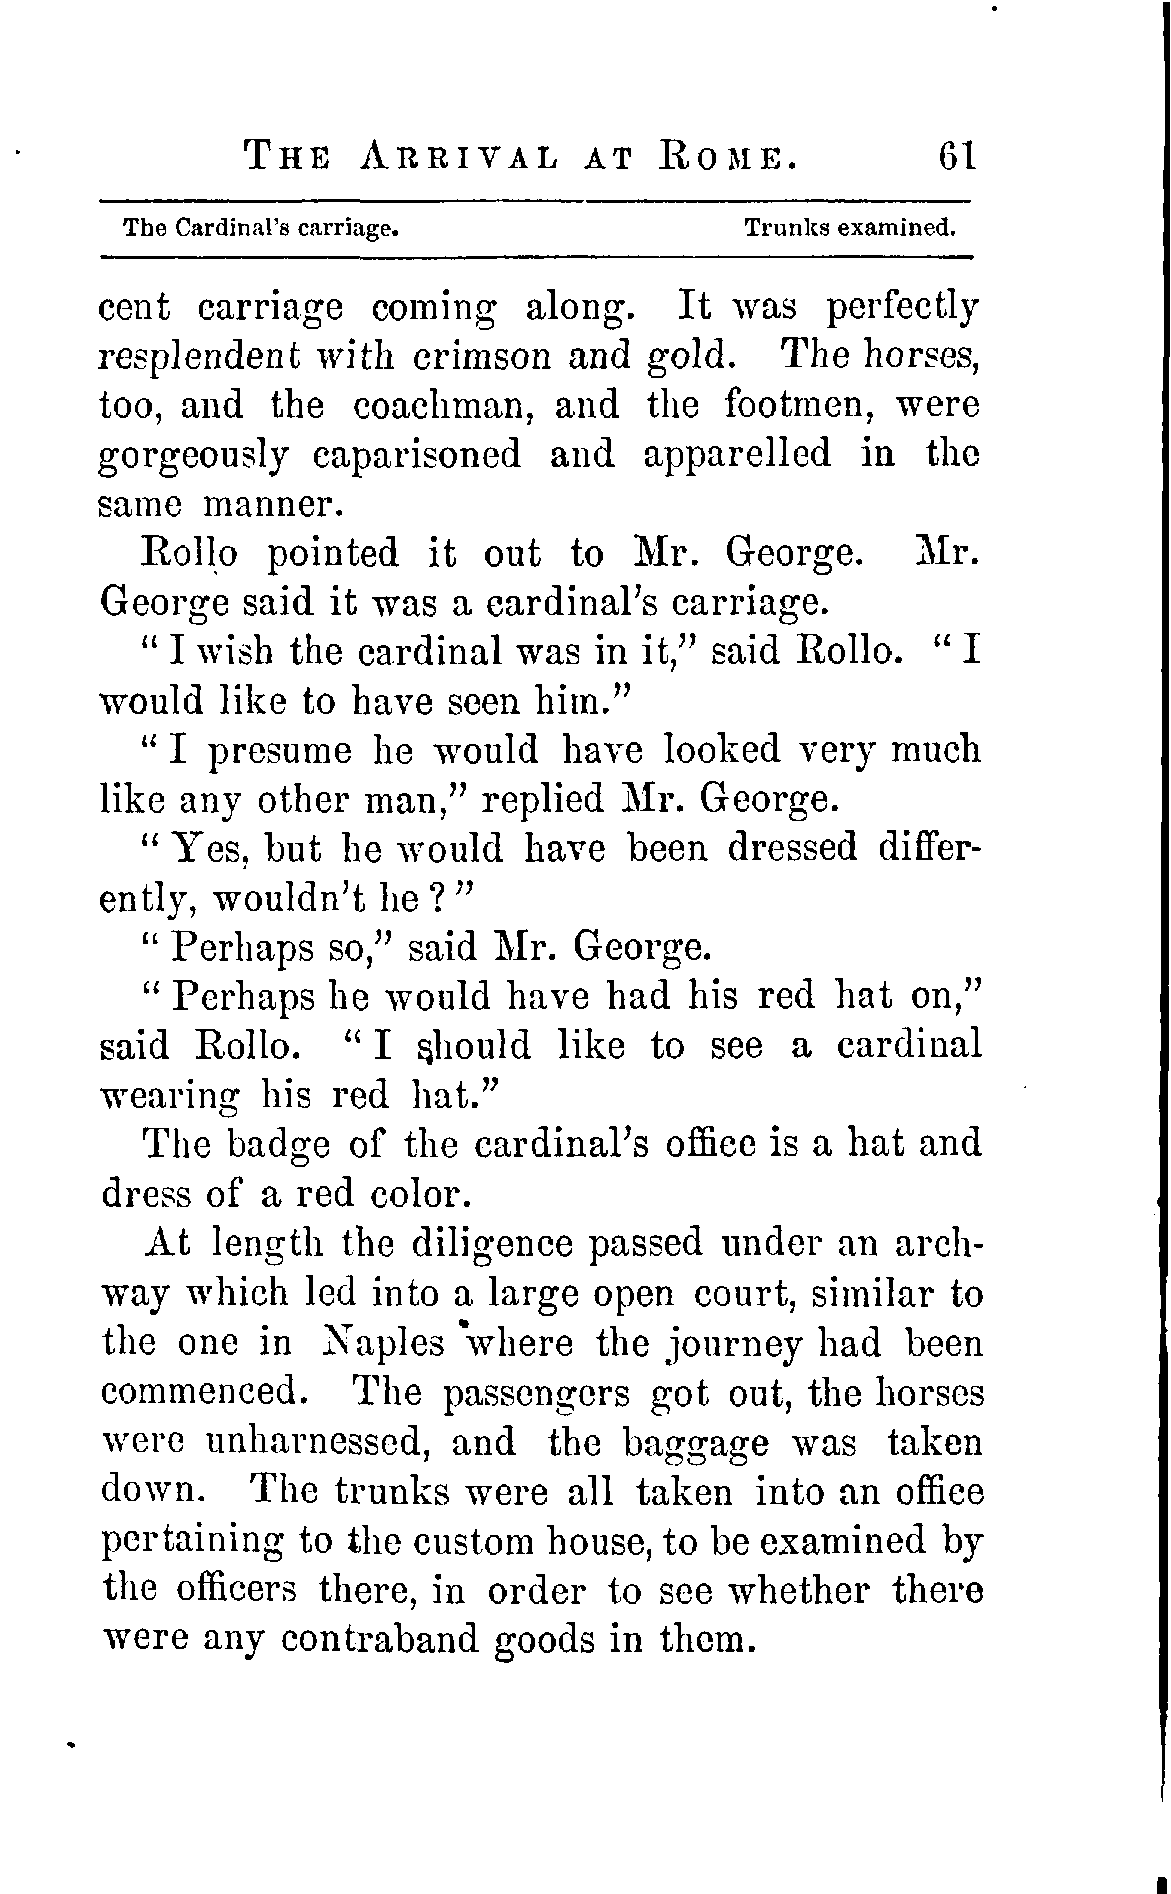 THE ARRIVAL AT ROME. 61
The Cardinal's carriage. Trunks examined.
cent carriage coming along. It was perfectly
resplendent with crimson and gold. The horses,
too, and the coachman, and the footmen, were
gorgeously caparisoned and apparelled in the
same manner.
Rollo pointed it out to Mr. George. Mr.
George said it was a cardinal's carriage.
“ I wish the cardinal was in it,” said Rollo. “ I
would like to have seen him.”
“ I presume he would have looked very much
like any other man,” replied Mr. George.
“ Yes, but he would have been dressed differ-
ently, wouldn't he ? ”
“ Perhaps so,” said Mr. George.
“ Perhaps he would have had his red hat on,”
said Rollo. “ I should like to see a cardinal
wearing his red hat.”
The badge of the cardinal's office is a hat and
dress of a red color.
At length the diligence passed under an arch-
way which led into a large open court, similar to
the one in Naples where the journey had been
commenced. The passengers got out, the horses
were unharnessed, and the baggage was taken
down. The trunks were all taken into an office
pertaining to the custom house, to be examined by
the officers there, in order to see whether there
were any contraband goods in them.